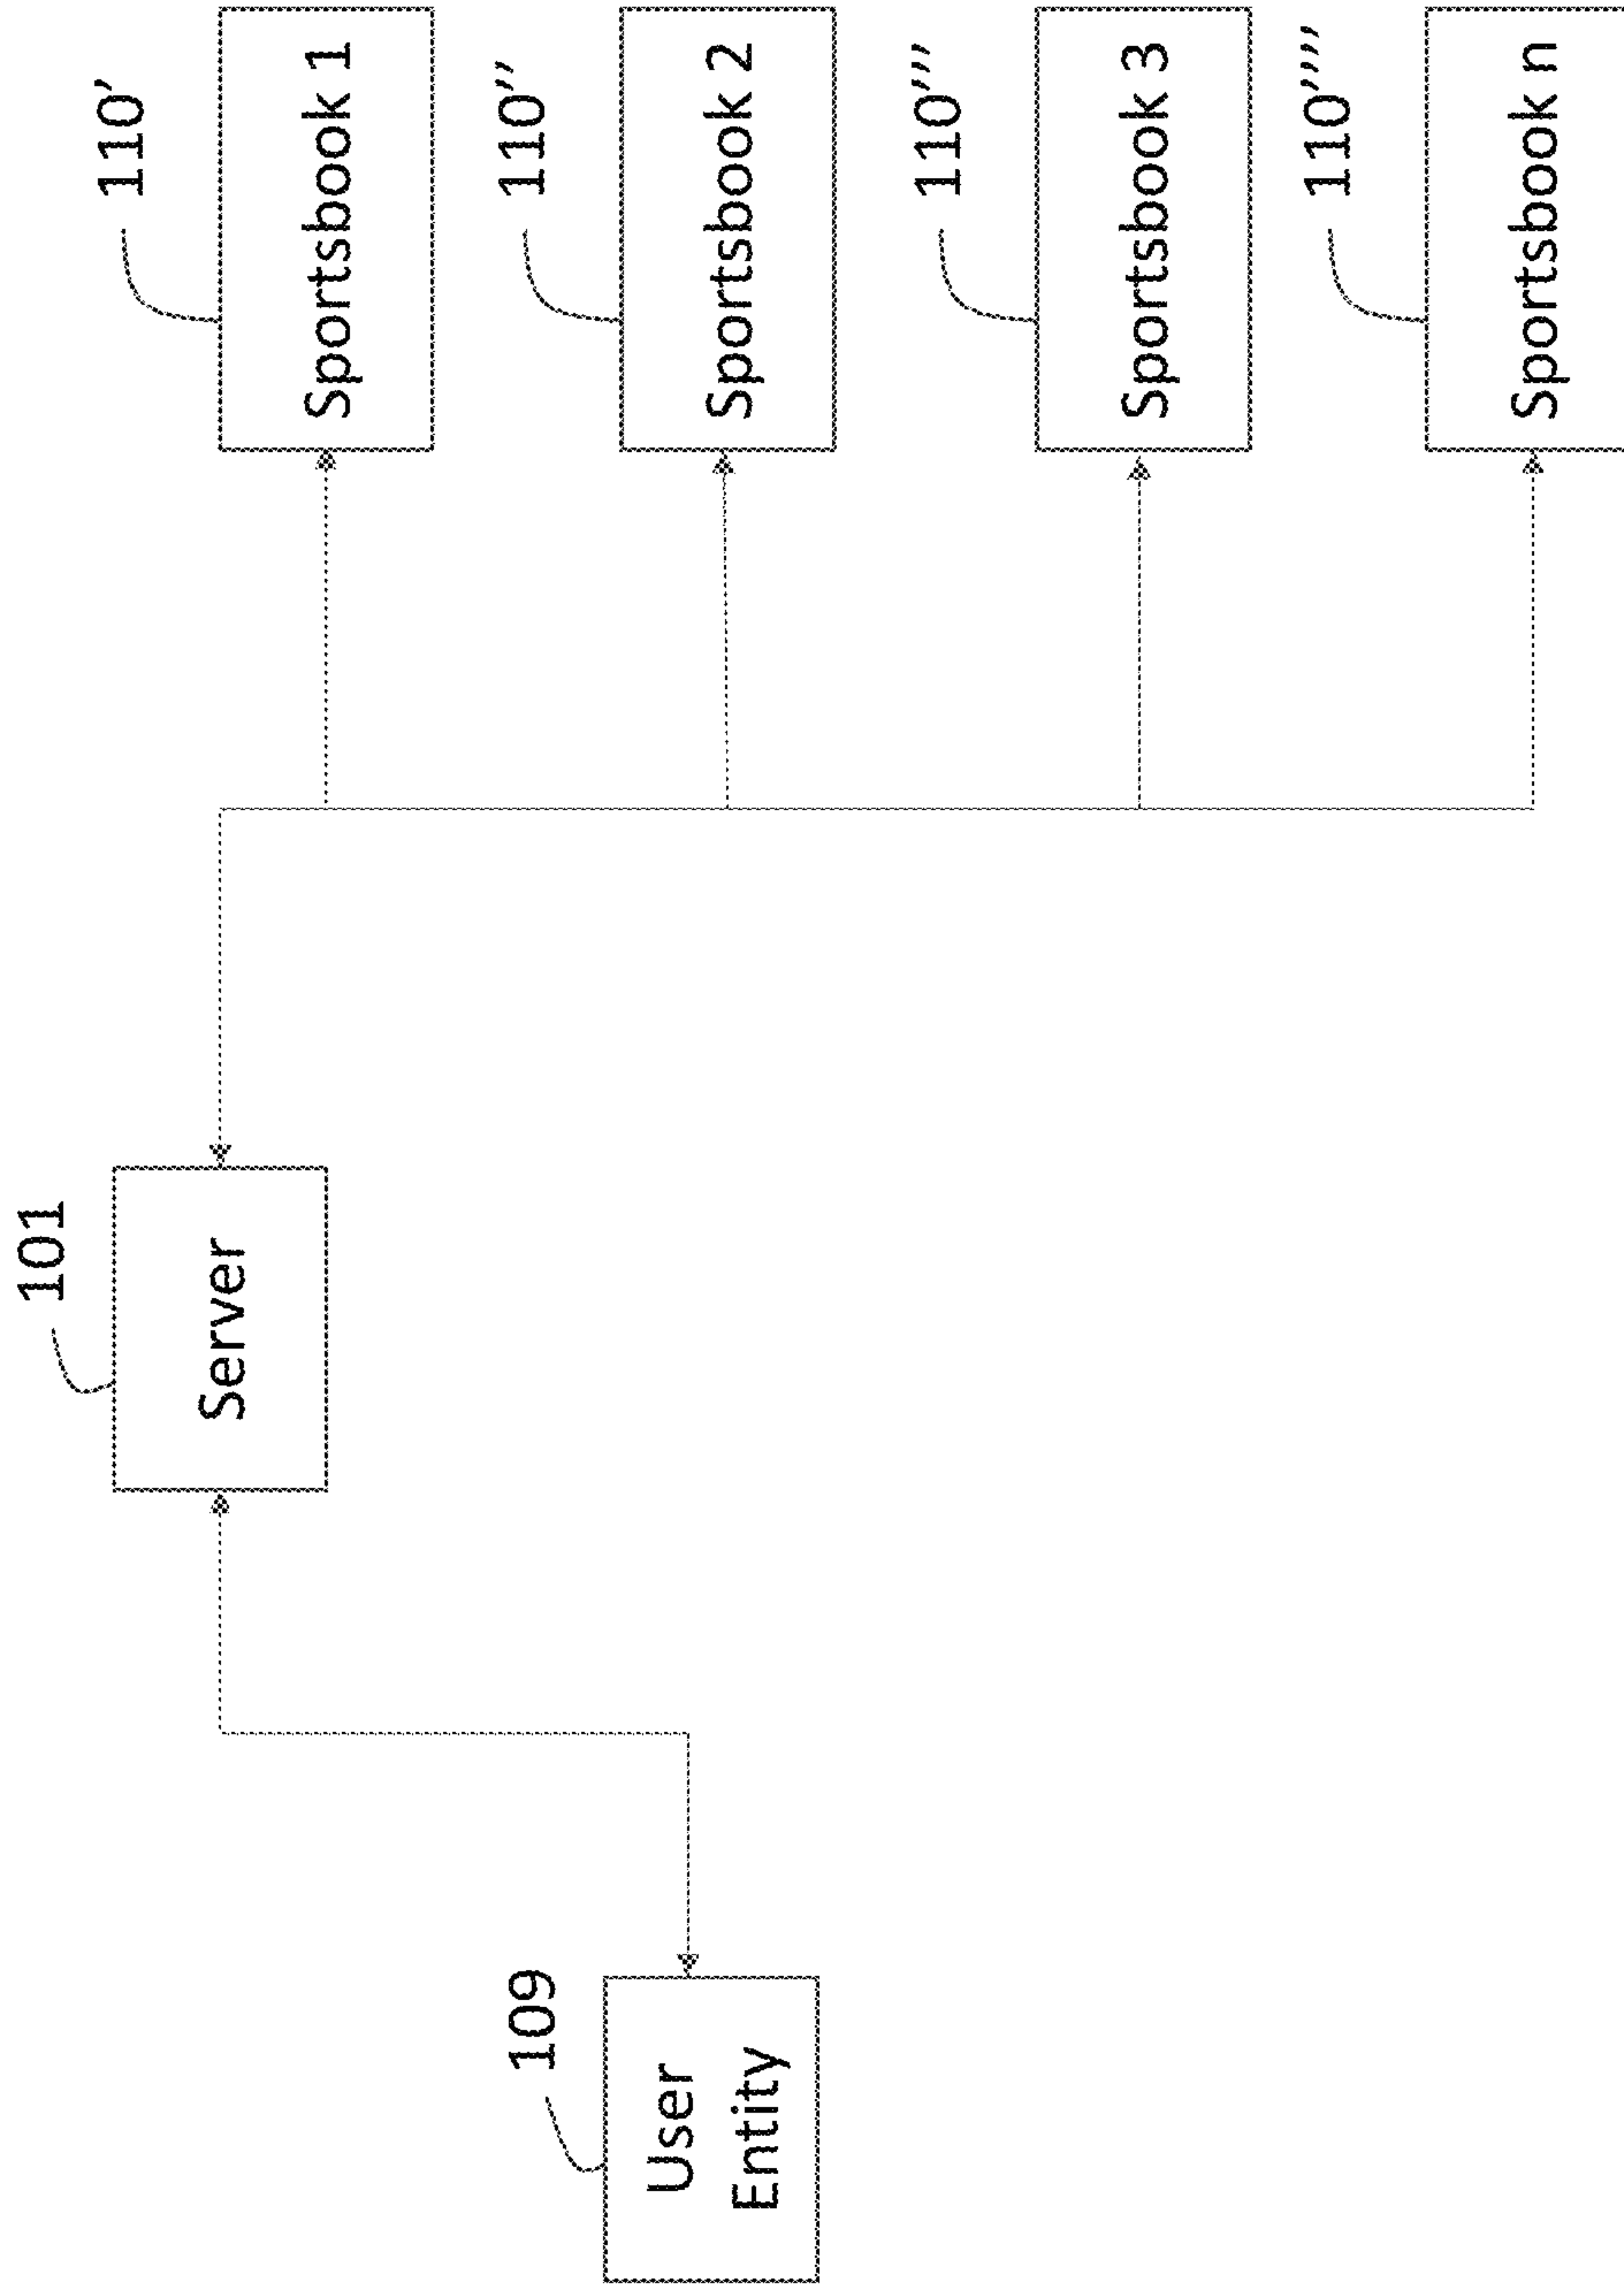 109
User
Entity
101
Server
110'
Sportsbook 1
110''
Sportsbook 2
110'''
Sportsbook 3
110''''
Sportsbook n